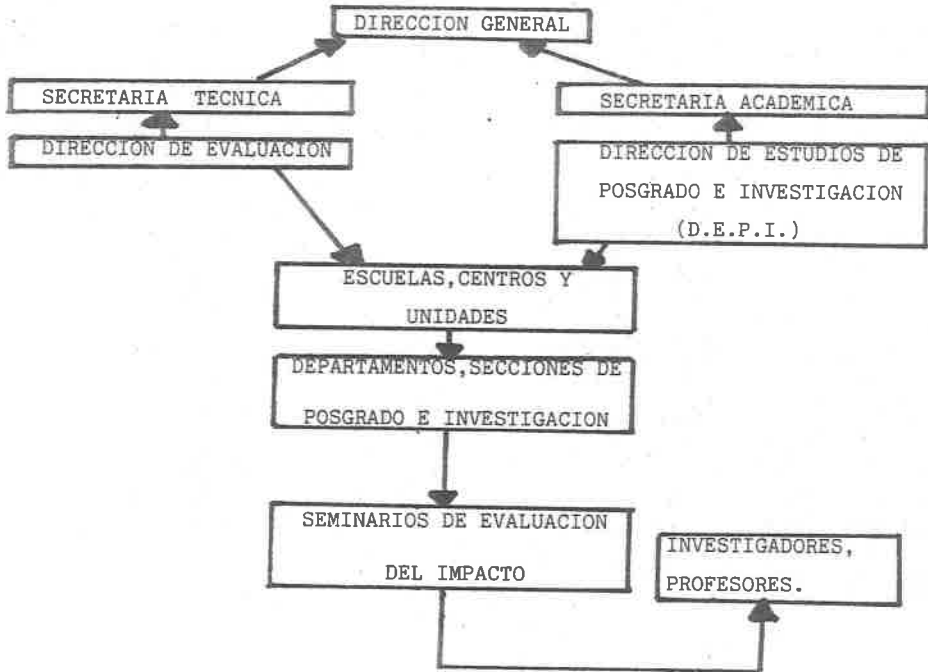 DIRECCION GENERAL
SECRETARIA TECNICA
SECRETARIA ACADEMICA
DIRECCION DE EVALUACION
DIRECCION DE ESTUDIOS DE
POSGRADO E INVESTIGACION
(D.E.P.I.)
ESCUELAS,CENTROS Y
UNIDADES
DEPARTAMENTOS,SECCIONES DE
POSGRADO E INVESTIGACION
SEMINARIOS DE EVALUACION
DEL IMPACTO
INVESTIGADORES,
PROFESORES.